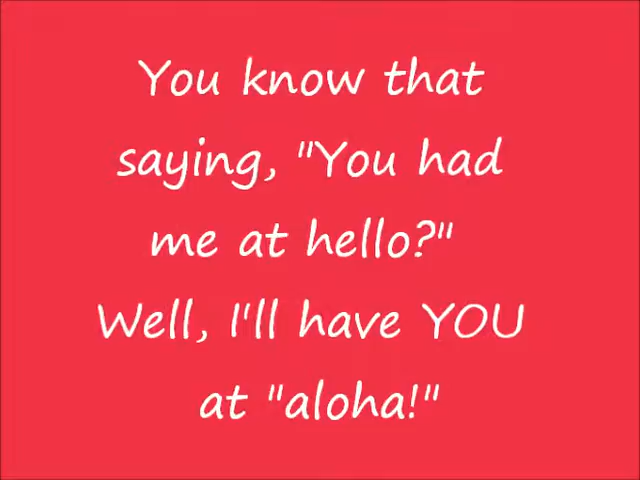 You know that
saying, "You had
me at hello?"
Well, I'll have YOU
at "aloha!"